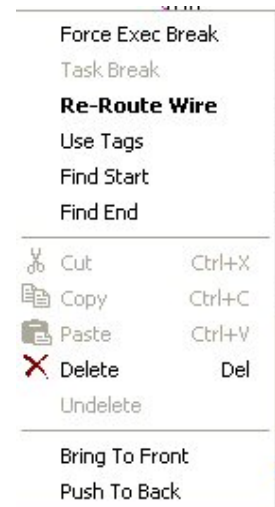 Force Exec Break
Task Break
Re-Route Wire
Use Tags
Find Start
Find End
Cut Ctrl+X
Copy Ctrl+C
Paste Ctrl+V
Delete Del
Undelete
Bring To Front
Push To Back